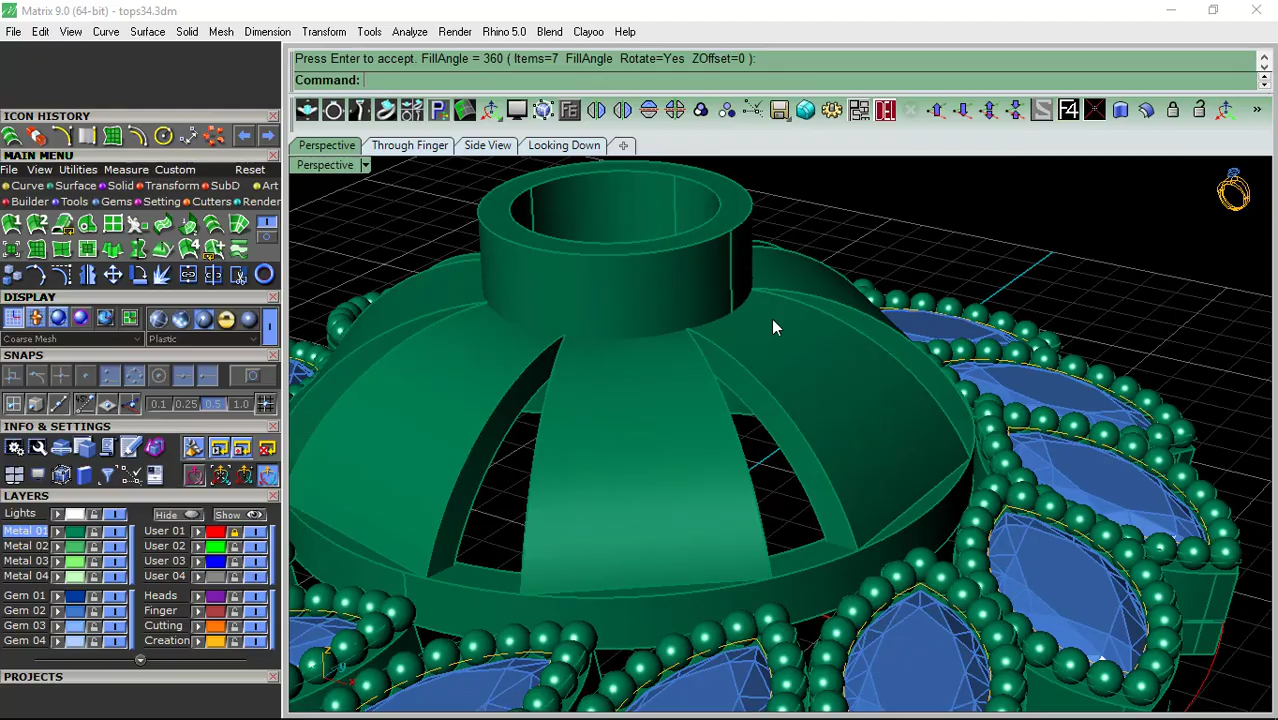 Matrix 9.0 (64-bit) - tops34.3dm
File Edit View Curve Surface Solid Mesh Dimension Transform Tools Analyze Render Rhino 5.0 Blend Clayoo Help
Press Enter to accept. FillAngle = 360 ( Items=7 FillAngle Rotate=Yes ZOffset=0 ):
Command:
ICON HISTORY
MAIN MENU
File View Utilities Measure Custom Reset
Curve Surface Solid Transform SubD Art
Builder Tools Gems Setting Cutters Render
Perspective Through Finger Side View Looking Down
Perspective
DISPLAY
Coarse Mesh Plastic
SNAPS
0.1 0.25 0.5 1.0
INFO & SETTINGS
LAYERS
Lights Hide Show
Metal 01 User 01
Metal 02 User 02
Metal 03 User 03
Metal 04 User 04
Gem 01 Heads
Gem 02 Finger
Gem 03 Cutting
Gem 04 Creation
PROJECTS
F4
z
y
x